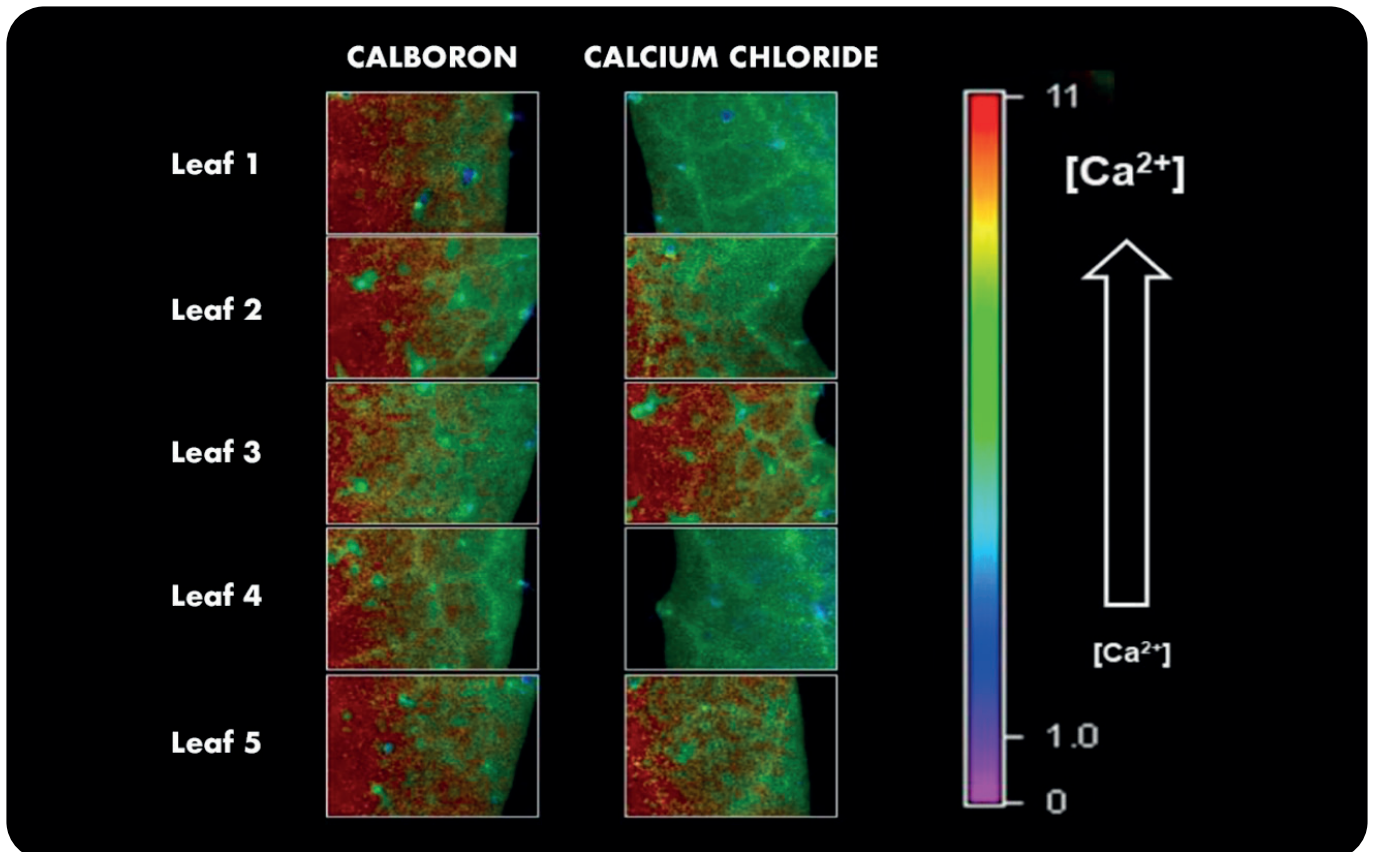 CALBORON
CALCIUM CHLORIDE
Leaf 1
Leaf 2
Leaf 3
Leaf 4
Leaf 5
11
[Ca²⁺]
[Ca²⁺]
1.0
0